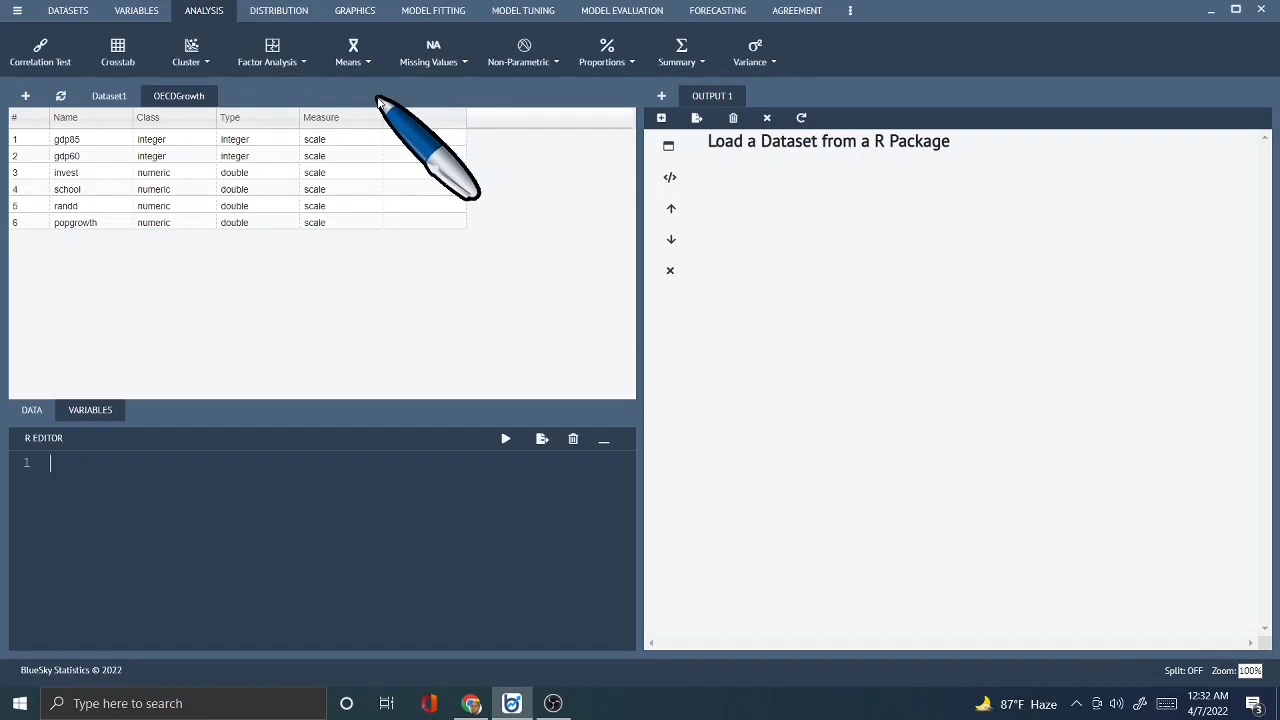 DATASETS VARIABLES ANALYSIS DISTRIBUTION GRAPHICS MODEL FITTING MODEL TUNING MODEL EVALUATION FORECASTING AGREEMENT
NA σ²
Correlation Test Crosstab Cluster Factor Analysis Means Missing Values Non-Parametric Proportions Summary Variance
Dataset1 OECDGrowth
# Name Class Type Measure
1 gdp85 integer integer scale
2 gdp60 integer integer scale
3 invest numeric double scale
4 school numeric double scale
5 randd numeric double scale
6 popgrowth numeric double scale
DATA VARIABLES
R EDITOR
1
OUTPUT 1
Load a Dataset from a R Package
BlueSky Statistics © 2022
Split: OFF Zoom: 100%
Type here to search
87°F Haze
12:32 AM
4/7/2022
3